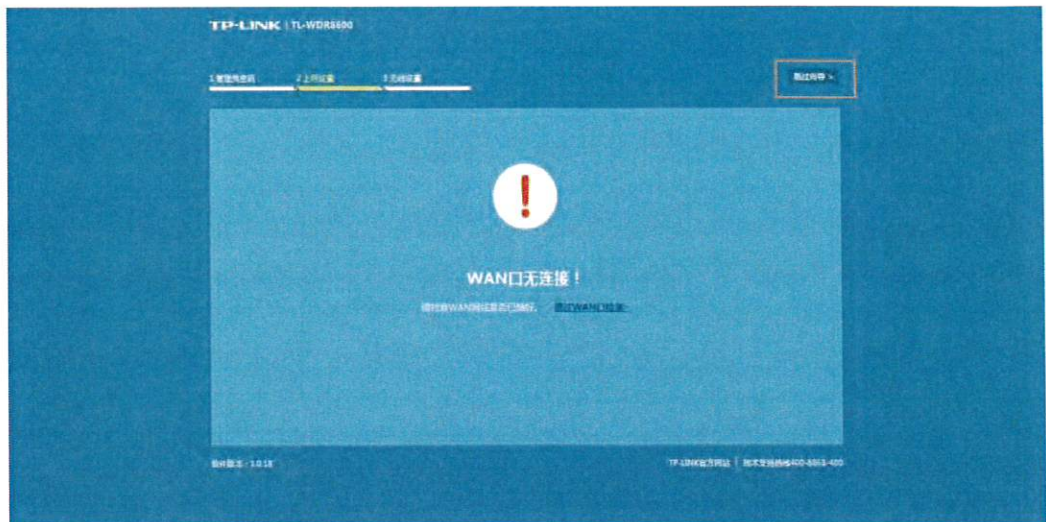 TP-LINK | TL-WDR8600
1 管理员密码 2 上网设置 3 无线设置
跳过向导 >
WAN口无连接！
请检查WAN网线是否已插好。 跳过WAN口检测
软件版本：1.0.18
TP-LINK官方网站 | 技术支持热线400-8863-400